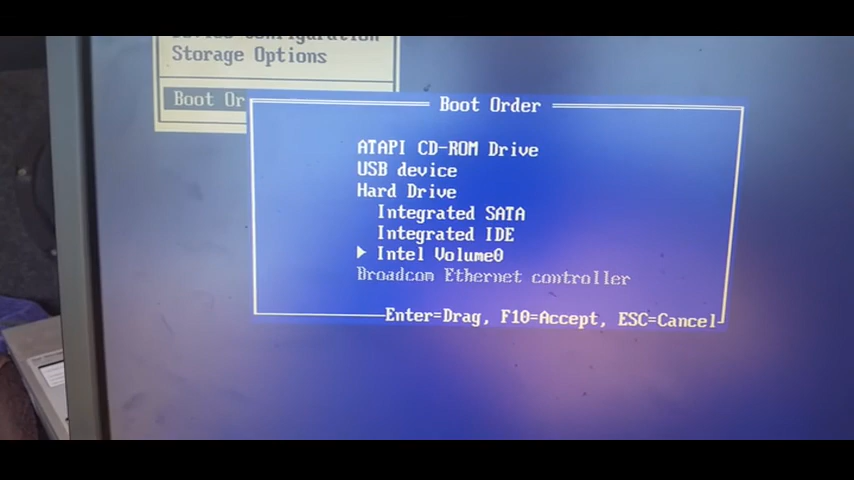 Storage Options
Boot Or
Boot Order
ATAPI CD-ROM Drive
USB device
Hard Drive
Integrated SATA
Integrated IDE
Intel Volume0
Broadcom Ethernet controller
Enter=Drag, F10=Accept, ESC=Cancel